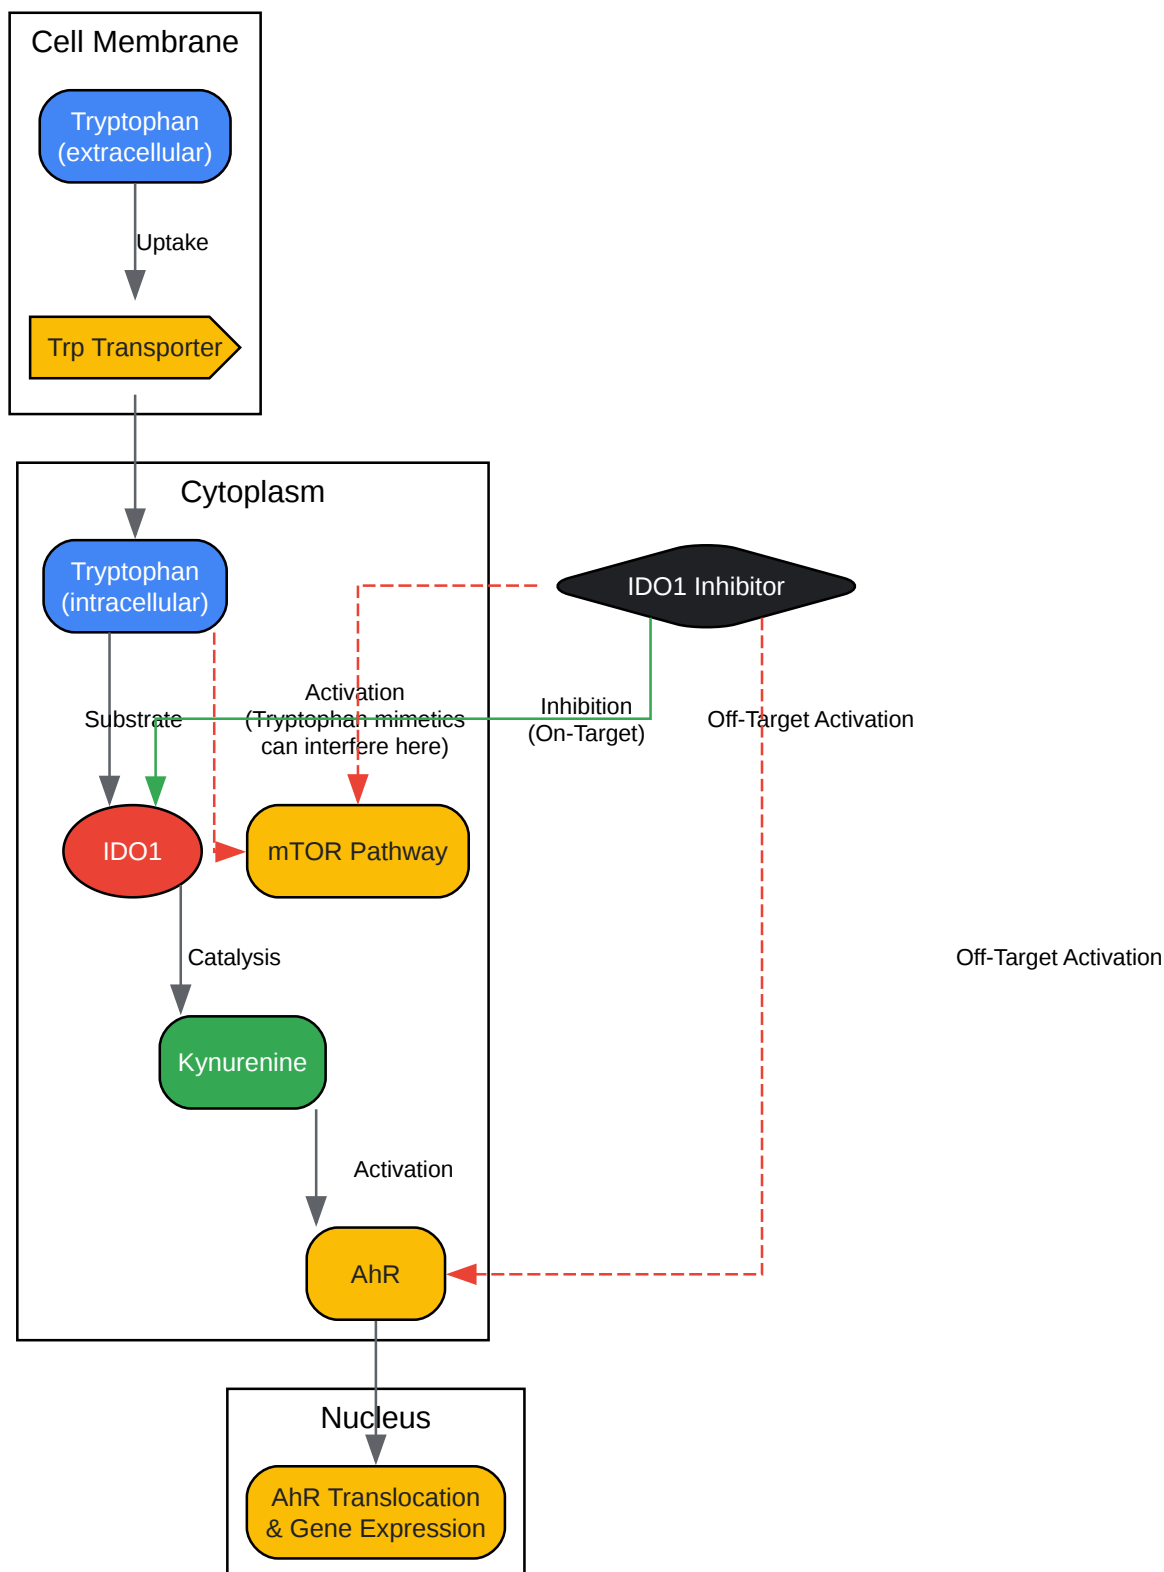 Cell Membrane
Tryptophan
(extracellular)
Uptake
Trp Transporter
Cytoplasm
Tryptophan
(intracellular)
IDO1 Inhibitor
Substrate
Activation
(Tryptophan mimetics
can interfere here)
Inhibition
(On-Target)
Off-Target Activation
IDO1
mTOR Pathway
Catalysis
Off-Target Activation
Kynurenine
Activation
AhR
Nucleus
AhR Translocation
& Gene Expression